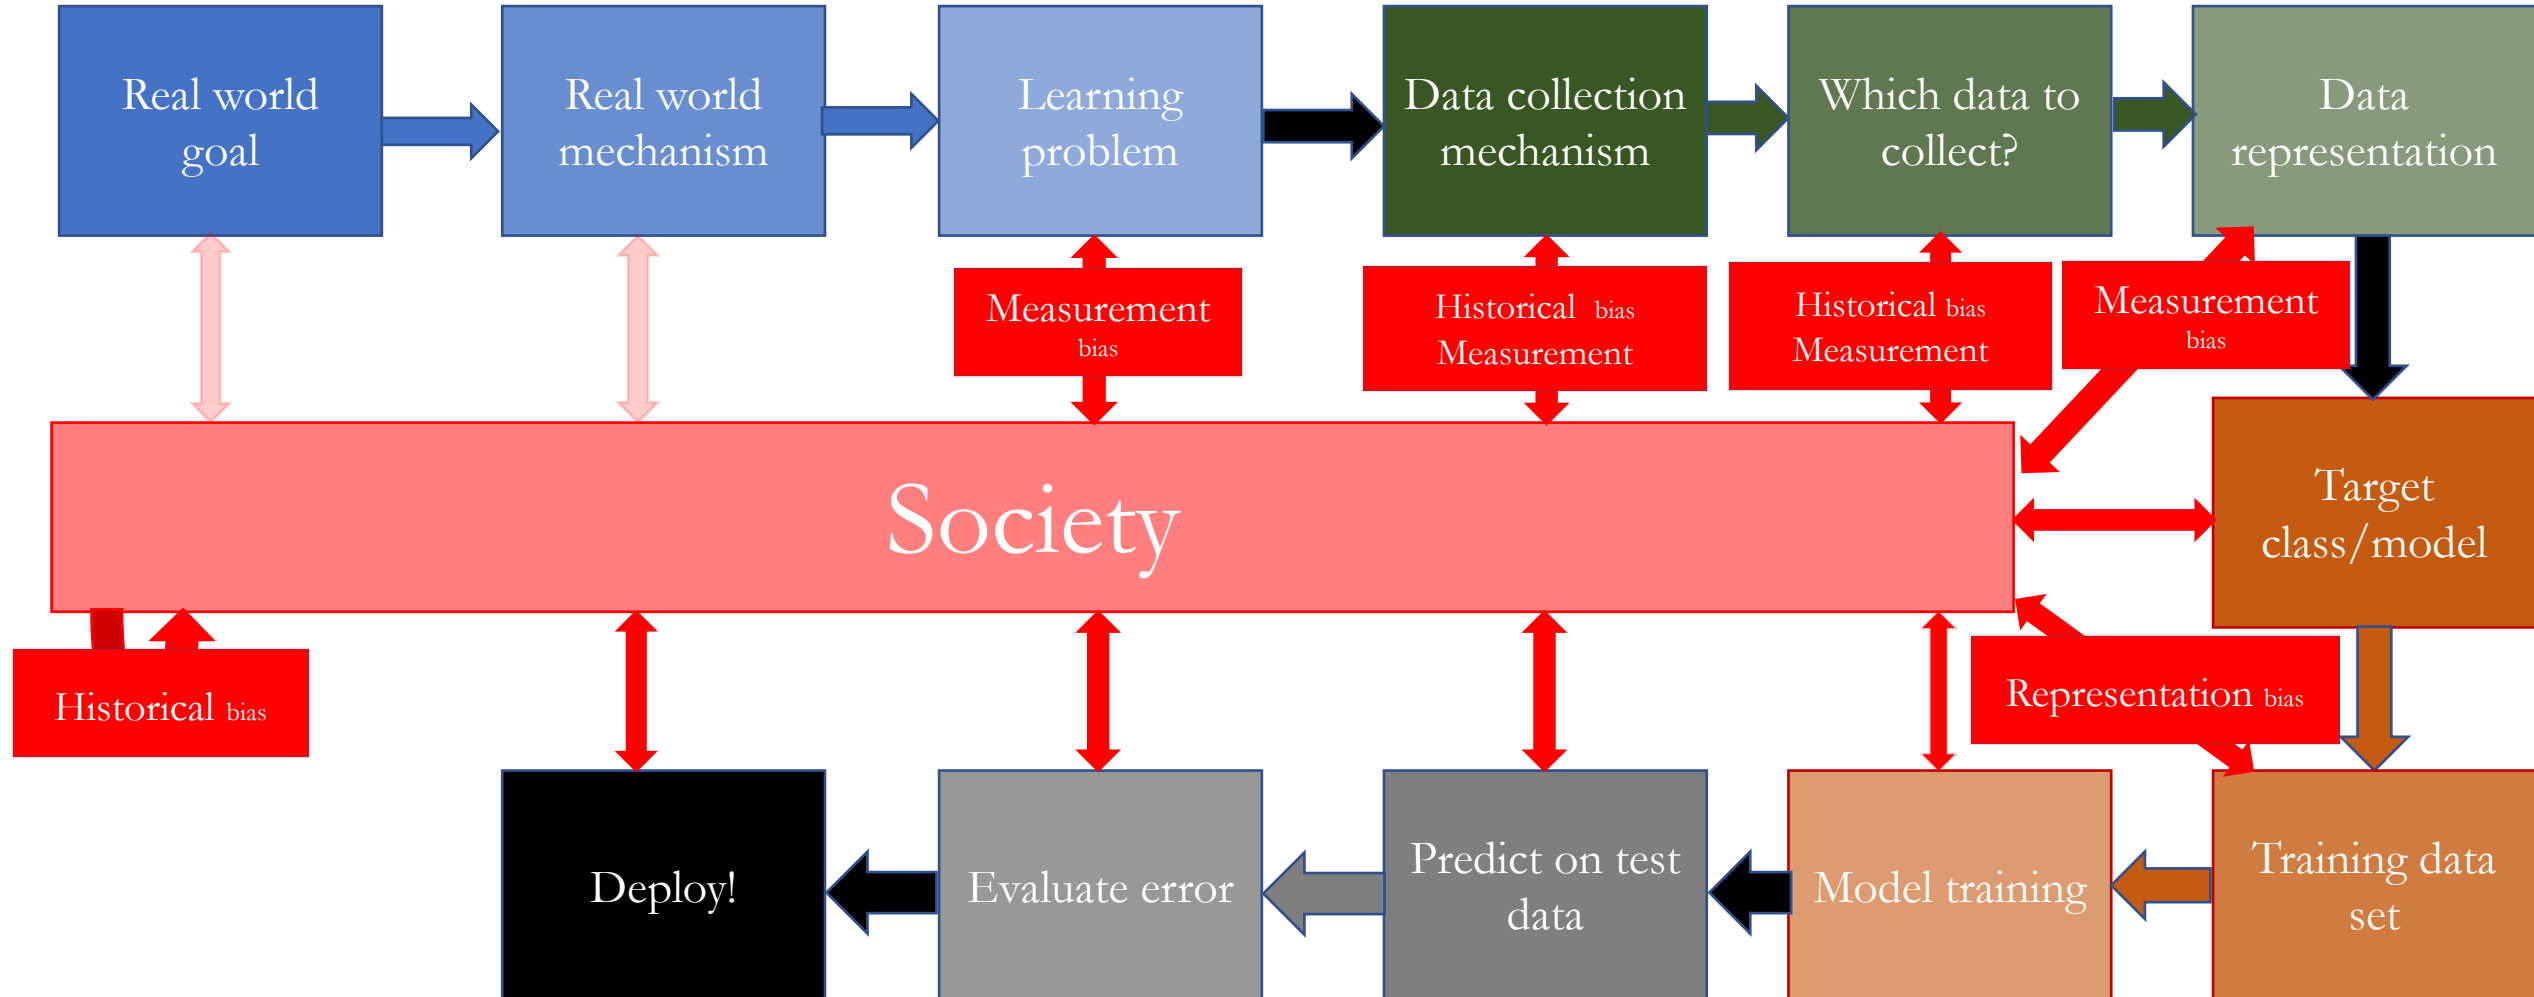 Real world
goal
Real world
mechanism
Learning
problem
Data collection
mechanism
Which data to
collect?
Data
representation
Measurement
bias
Historical bias
Measurement
Historical bias
Measurement
Measurement
bias
Society
Target
class/model
Historical bias
Representation bias
Deploy!
Evaluate error
Predict on test
data
Model training
Training data
set